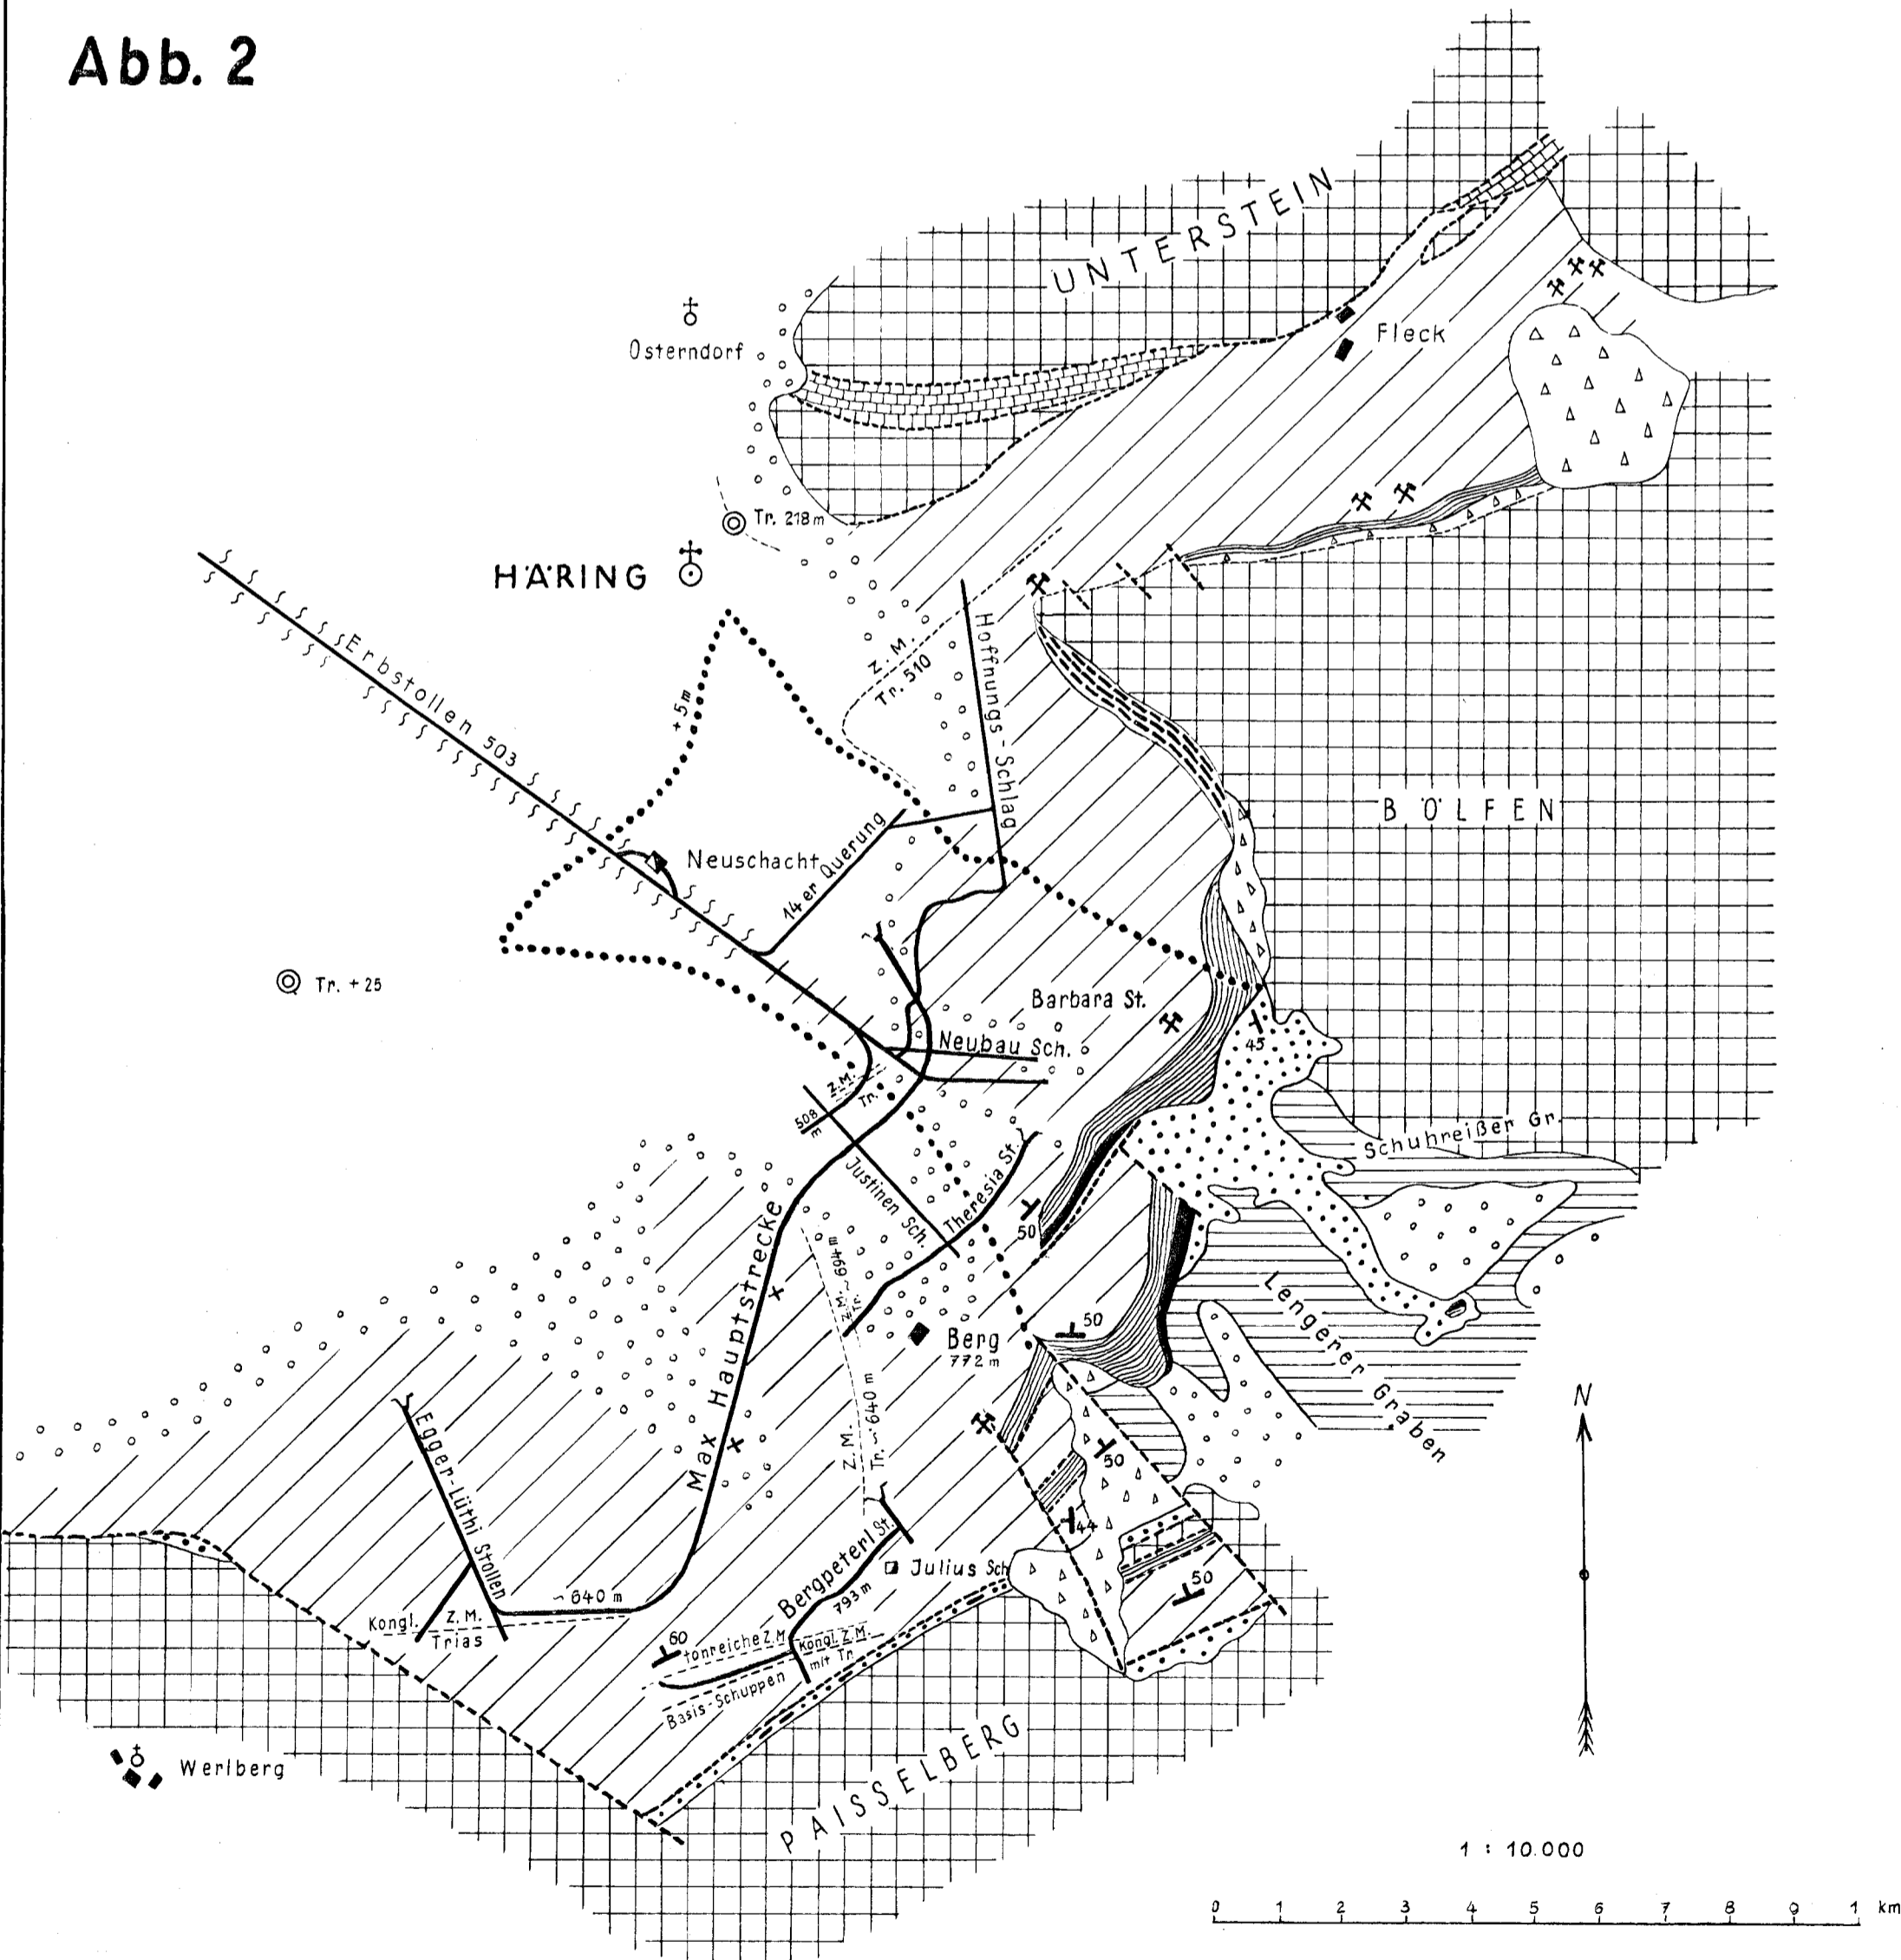 Abb. 2
UNTERSTEIN
Osterndorf
Fleck
Tr. 218 m
HÄRING
Erbstollen 503
+ 5 m
Z. M.
Tr. 510
Hoffnungs - Schlag
BÖLFEN
Neuschacht
14 er Querung
Tr. + 25
Barbara St.
45
Neubau Sch.
Z.M.
Tr.
508
m
Schuhreißer Gr.
Justinen Sch.
Theresia St.
50
Max Hauptstrecke
Z.M.
Tr. ~ 669 m
Lengerer Graben
50
Berg
772 m
N
Z. M.
Tr. ~ 640 m
Egger-Lüthi Stollen
50
44
Bergpeterl St.
793 m
Julius Sch
50
~ 640 m
Kongl.
Z. M.
Trias
60
tonreiche Z.M
Kongl. Z.M.
mit Tr.
Basis-Schuppen
PAISSELBERG
Werlberg
1 : 10.000
0 1 2 3 4 5 6 7 8 9 1 km